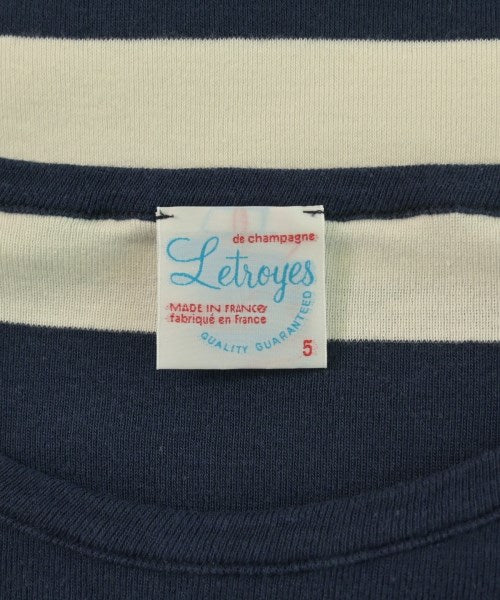 de champagne
Letroyes
MADE IN FRANCE
fabriqué en France
QUALITY GUARANTEED
5